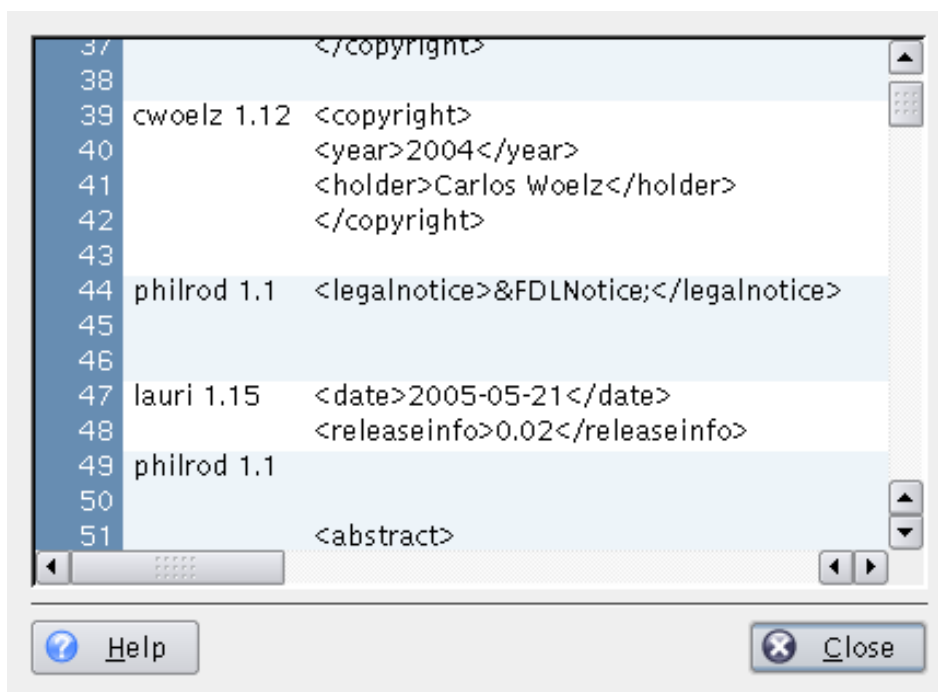 37 </copyright>
38
39 cwoelz 1.12 <copyright>
40 <year>2004</year>
41 <holder>Carlos Woelz</holder>
42 </copyright>
43
44 philrod 1.1 <legalnotice>&FDLNotice;</legalnotice>
45
46
47 lauri 1.15 <date>2005-05-21</date>
48 <releaseinfo>0.02</releaseinfo>
49 philrod 1.1
50
51 <abstract>
Help Close